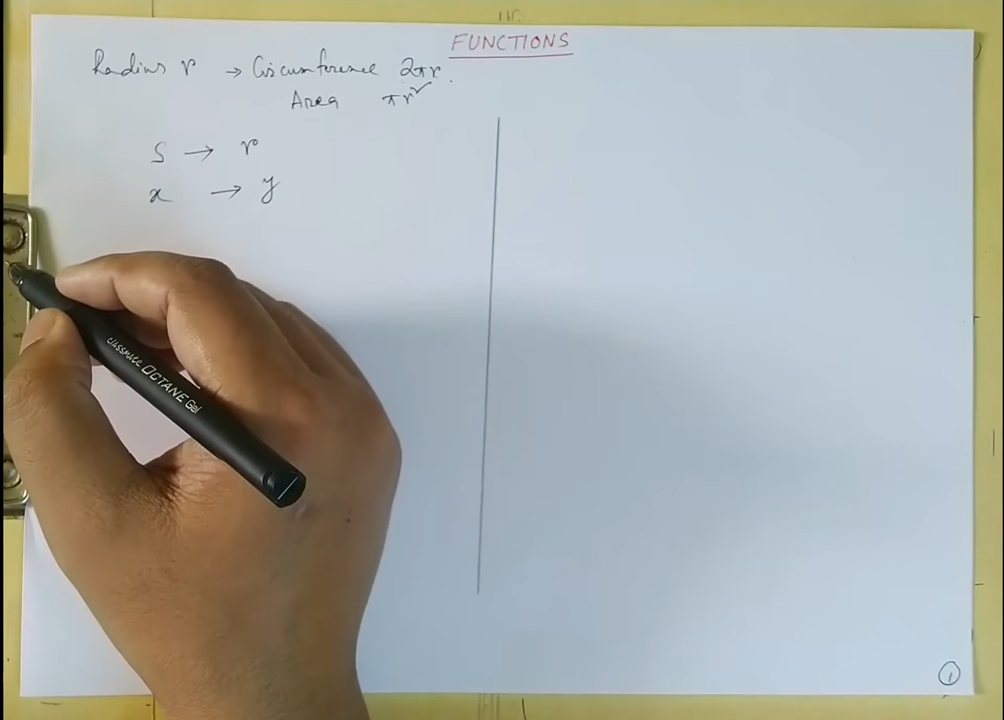 FUNCTIONS
Radius r → Circumference 2πr.
Area πr²
S → r
x → y
classmate OCTANE Gel
1